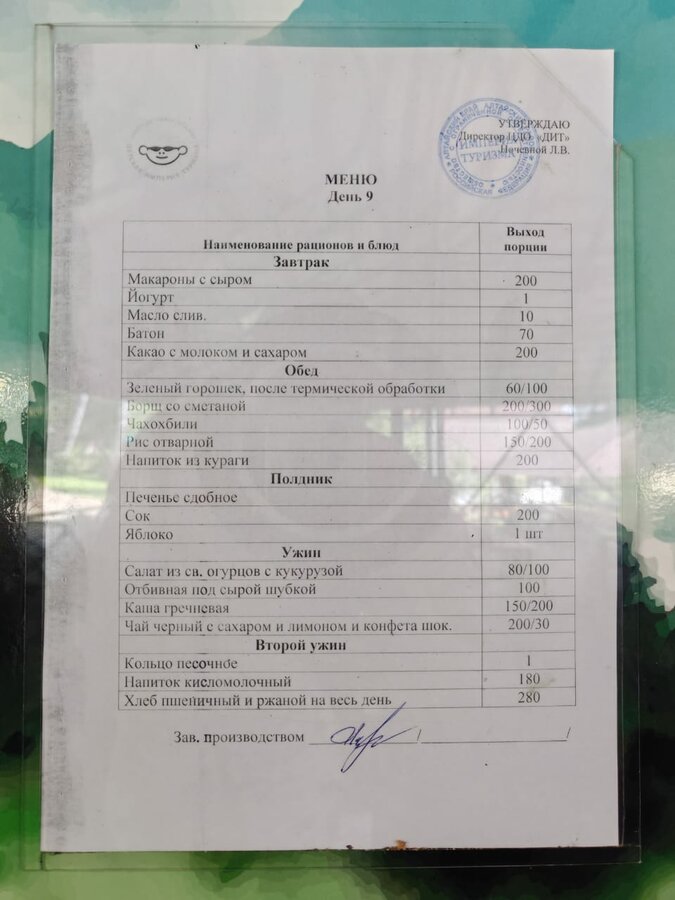 УТВЕРЖДАЮ
Директор ЦДО «ДИТ»
Ничевной Л.В.
ИМПЕРИЯ
ТУРИЗМА
МЕНЮ
День 9
Наименование рационов и блюд Выход порции
Завтрак
Макароны с сыром 200
Йогурт 1
Масло слив. 10
Батон 70
Какао с молоком и сахаром 200
Обед
Зеленый горошек, после термической обработки 60/100
Борщ со сметаной 200/300
Чахохбили 100/50
Рис отварной 150/200
Напиток из кураги 200
Полдник
Печенье сдобное
Сок 200
Яблоко 1 шт
Ужин
Салат из св. огурцов с кукурузой 80/100
Отбивная под сырой шубкой 100
Каша гречневая 150/200
Чай черный с сахаром и лимоном и конфета шок. 200/30
Второй ужин
Кольцо песочное 1
Напиток кисломолочный 180
Хлеб пшеничный и ржаной на весь день 280
Зав. производством